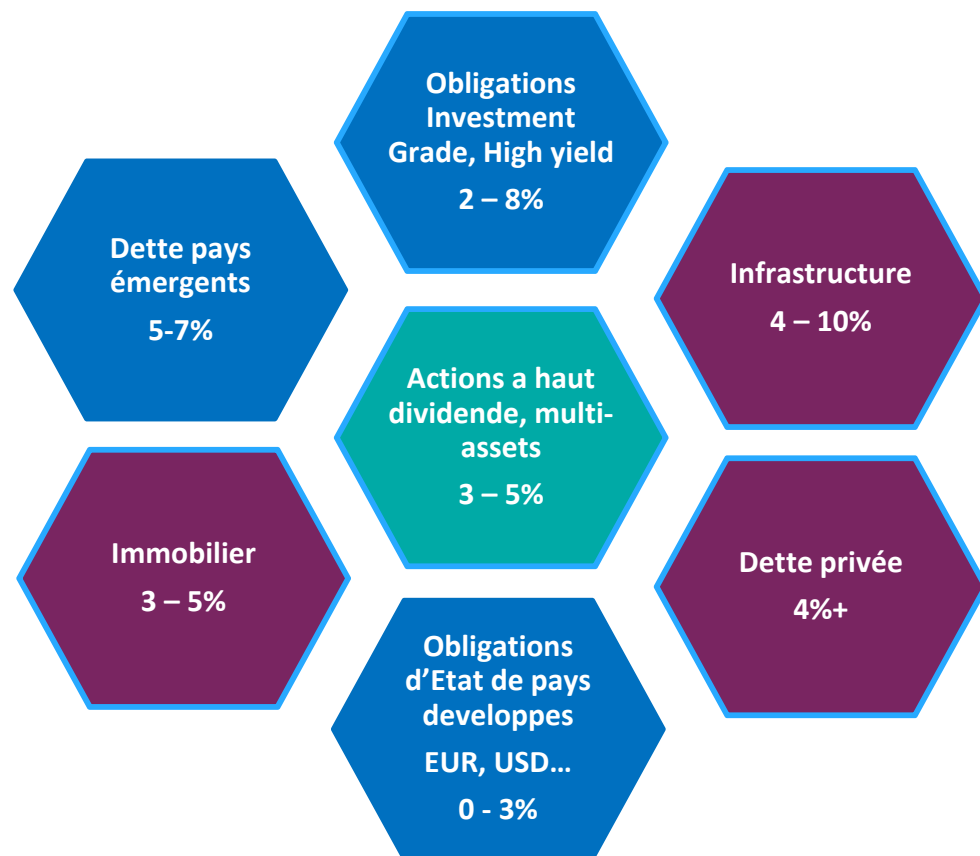 Obligations
Investment
Grade, High yield
2 – 8%
Dette pays
émergents
5-7%
Infrastructure
4 – 10%
Actions a haut
dividende, multi-
assets
3 – 5%
Immobilier
3 – 5%
Dette privée
4%+
Obligations
d’Etat de pays
developpes
EUR, USD…
0 - 3%